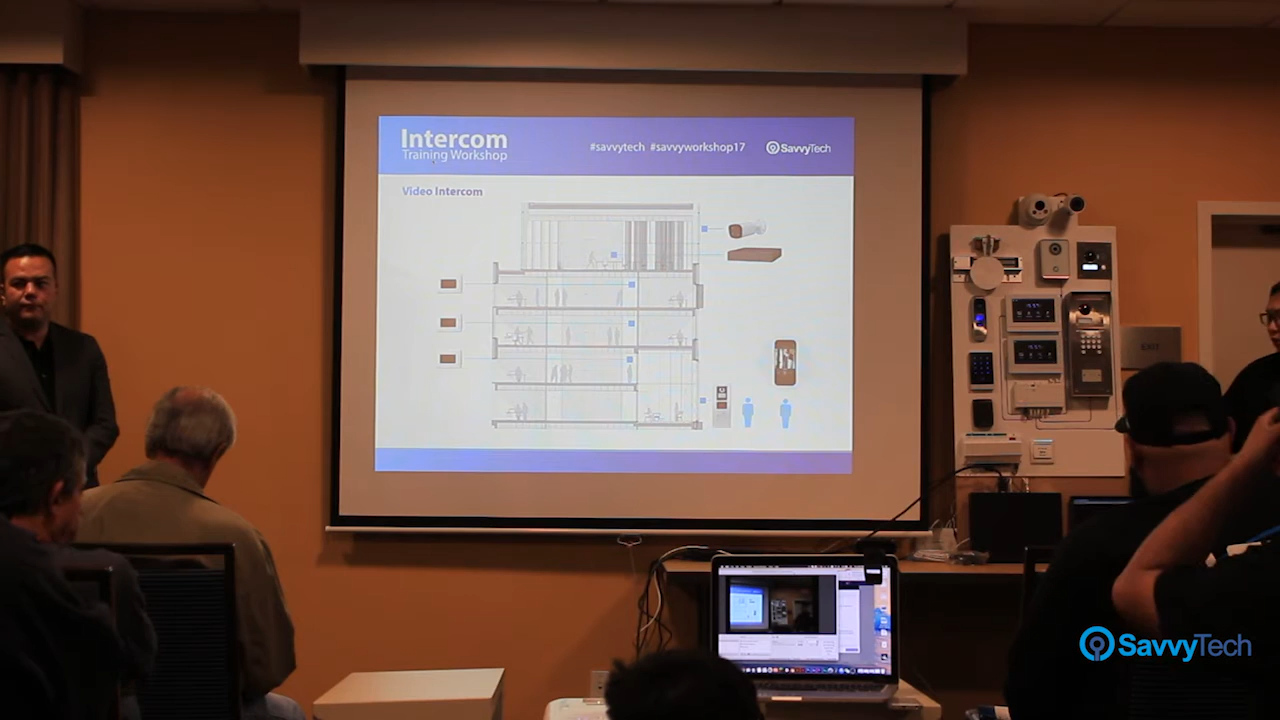 Intercom
Training Workshop
#savvytech #savvyworkshop17
SavvyTech
Video Intercom
EXIT
SavvyTech